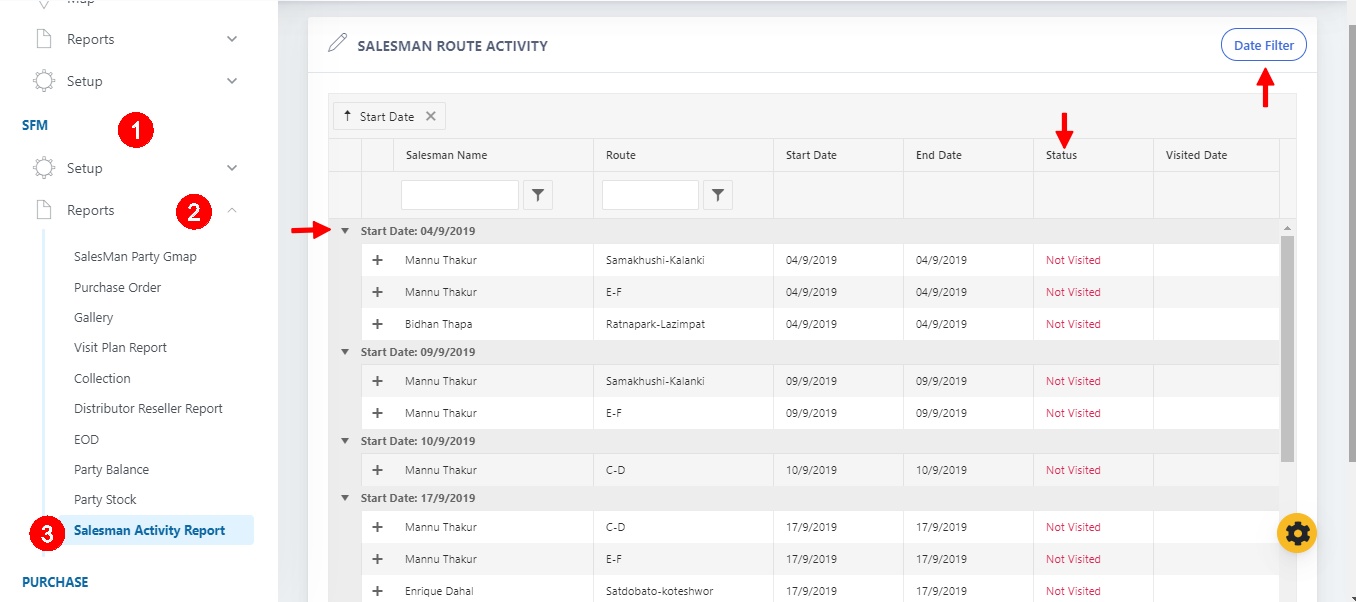 Map
Reports
Setup
SFM
1
Setup
Reports
2
SalesMan Party Gmap
Purchase Order
Gallery
Visit Plan Report
Collection
Distributor Reseller Report
EOD
Party Balance
Party Stock
3
Salesman Activity Report
PURCHASE
SALESMAN ROUTE ACTIVITY
Date Filter
Start Date
Salesman Name Route Start Date End Date Status Visited Date
Start Date: 04/9/2019
Mannu Thakur Samakhushi-Kalanki 04/9/2019 04/9/2019 Not Visited
Mannu Thakur E-F 04/9/2019 04/9/2019 Not Visited
Bidhan Thapa Ratnapark-Lazimpat 04/9/2019 04/9/2019 Not Visited
Start Date: 09/9/2019
Mannu Thakur Samakhushi-Kalanki 09/9/2019 09/9/2019 Not Visited
Mannu Thakur E-F 09/9/2019 09/9/2019 Not Visited
Start Date: 10/9/2019
Mannu Thakur C-D 10/9/2019 10/9/2019 Not Visited
Start Date: 17/9/2019
Mannu Thakur C-D 17/9/2019 17/9/2019 Not Visited
Mannu Thakur E-F 17/9/2019 17/9/2019 Not Visited
Enrique Dahal Satdobato-koteshwor 17/9/2019 17/9/2019 Not Visited